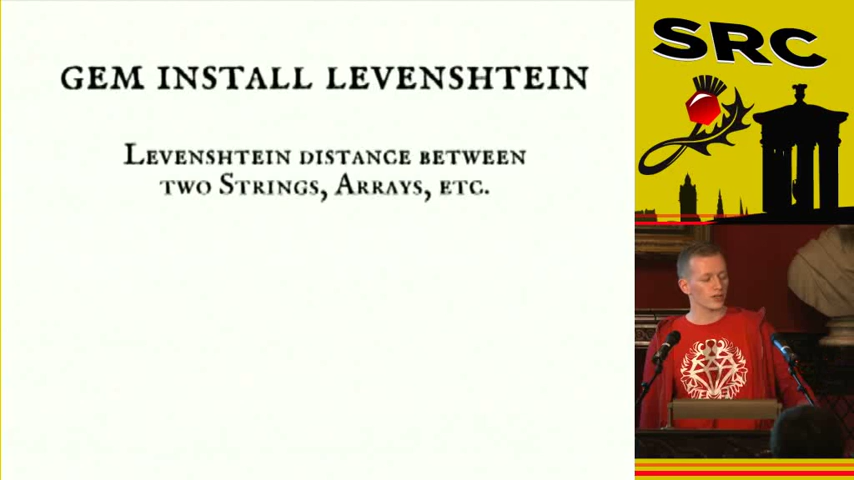 GEM INSTALL LEVENSHTEIN
LEVENSHTEIN DISTANCE BETWEEN
TWO STRINGS, ARRAYS, ETC.
SRC